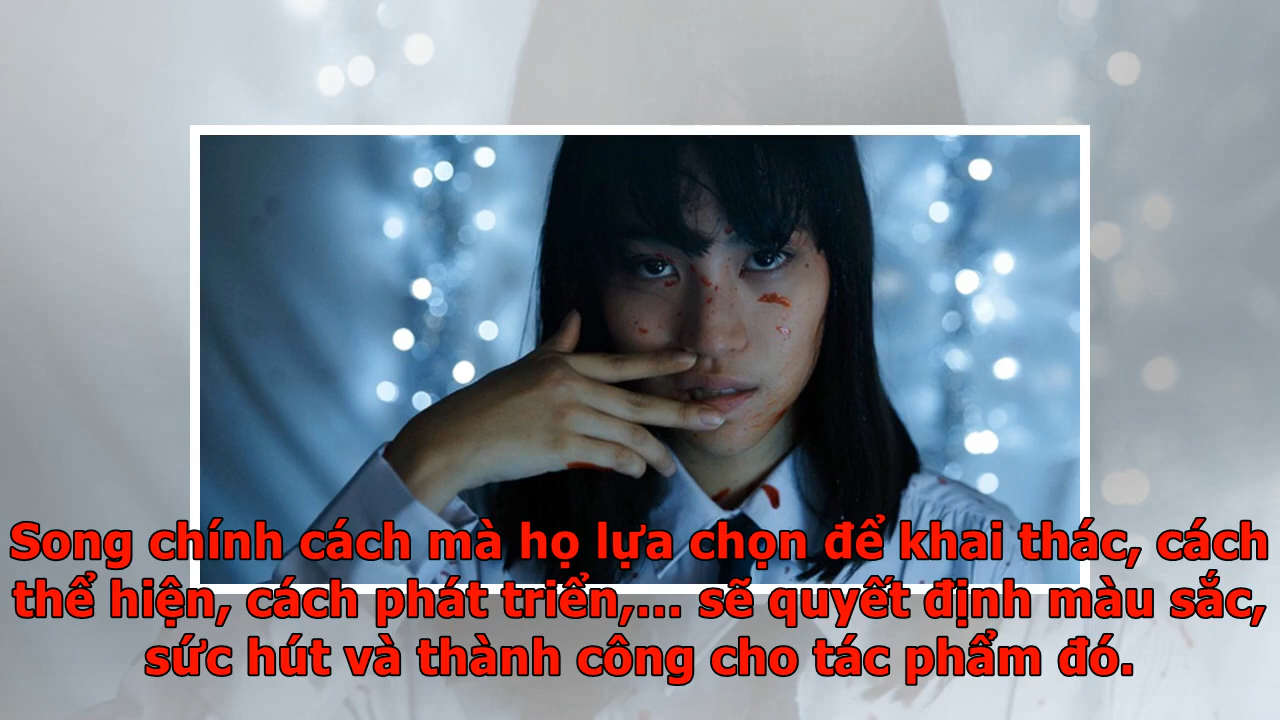 Song chính cách mà họ lựa chọn để khai thác, cách
thể hiện, cách phát triển,... sẽ quyết định màu sắc,
sức hút và thành công cho tác phẩm đó.